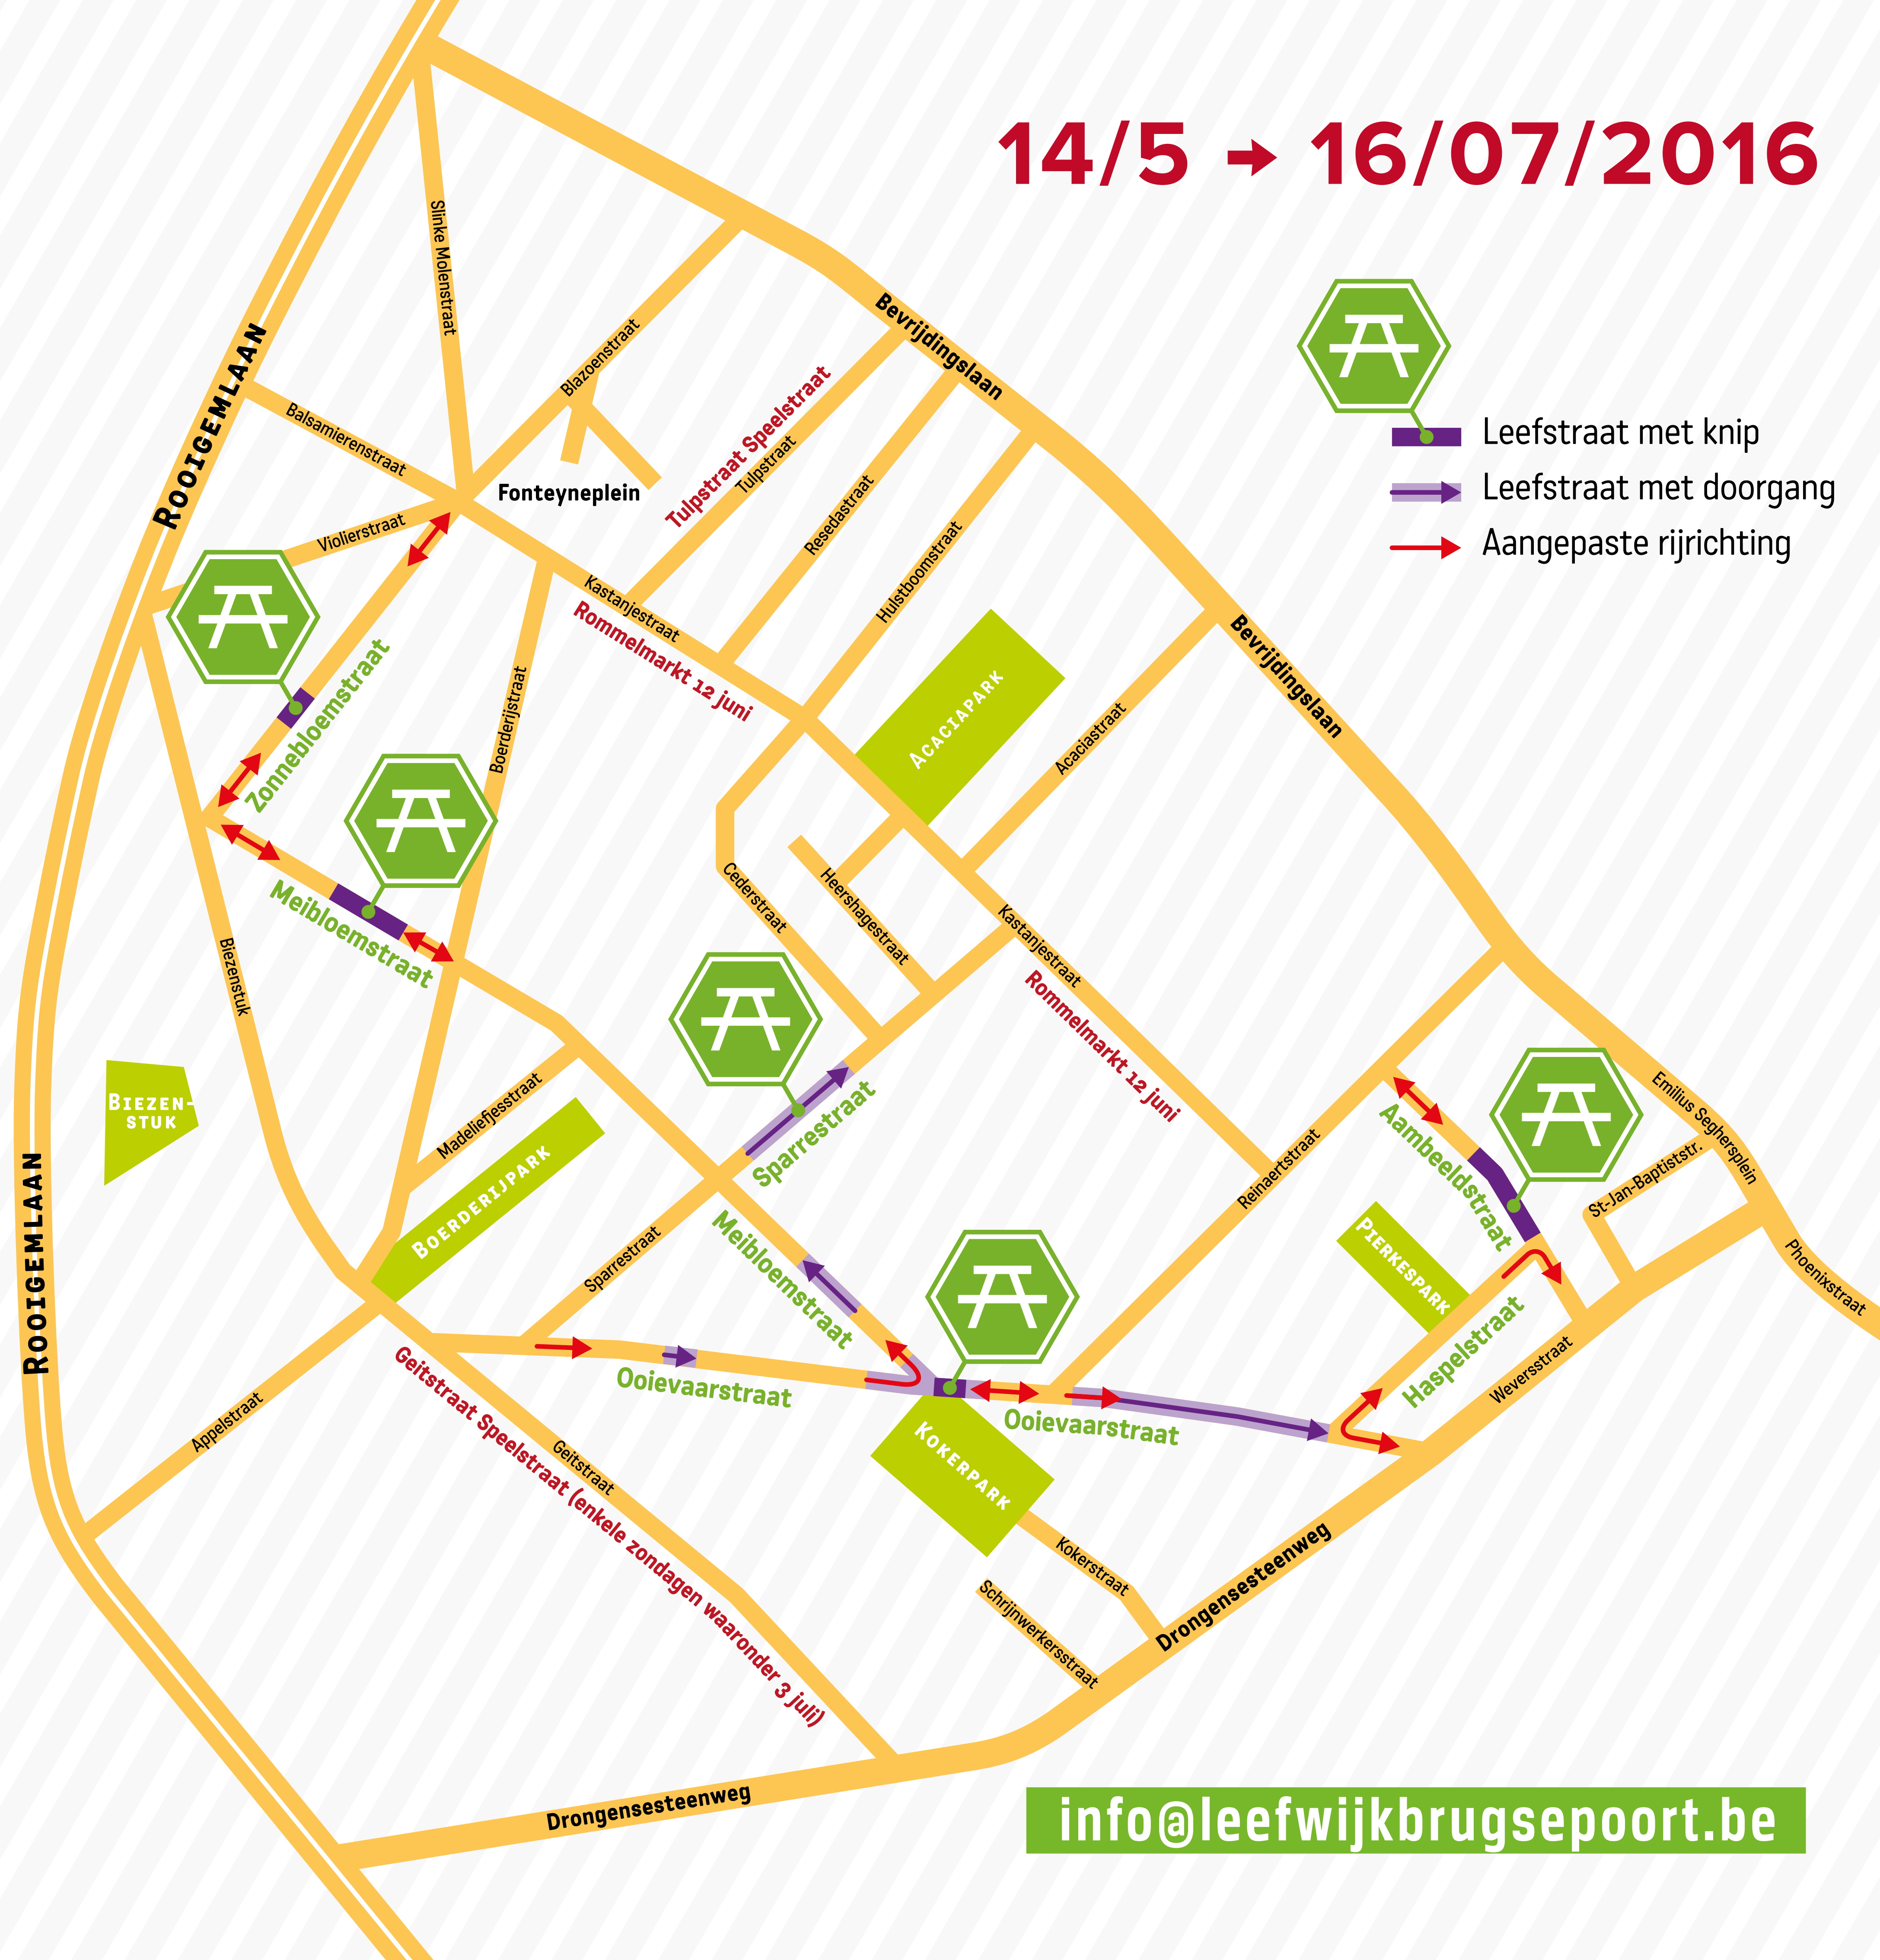 14/5 → 16/07/2016
Leefstraat met knip
Leefstraat met doorgang
Aangepaste rijrichting
ROOIGEMLAAN
Slinke Molenstraat
Balsamierenstraat
Blazoenstraat
Fonteyneplein
Violierstraat
Tulpstraat Speelstraat
Tulpstraat
Resedastraat
Hulstboomstraat
Bevrijdingslaan
Kastanjestraat
Rommelmarkt 12 juni
Zonnebloemstraat
Boerderijstraat
ACACIAPARK
Acaciastraat
Bevrijdingslaan
Meibloemstraat
Biezenstuk
Cederstraat
Heershagestraat
Kastanjestraat
Rommelmarkt 12 juni
BIEZEN-
STUK
Madeliefjesstraat
BOERDERIJPARK
Sparrestraat
Sparrestraat
Meibloemstraat
Reinaertstraat
Aambeeldstraat
Emilius Seghersplein
St-Jan-Baptiststr.
Phoenixstraat
PIERKESPARK
Haspelstraat
Weversstraat
ROOIGEMLAAN
Appelstraat
Geitstraat Speelstraat (enkele zondagen waaronder 3 juli)
Geitstraat
Ooievaarstraat
Ooievaarstraat
KOKERPARK
Kokerstraat
Schrijnwerkersstraat
Drongensesteenweg
Drongensesteenweg
info@leefwijkbrugsepoort.be